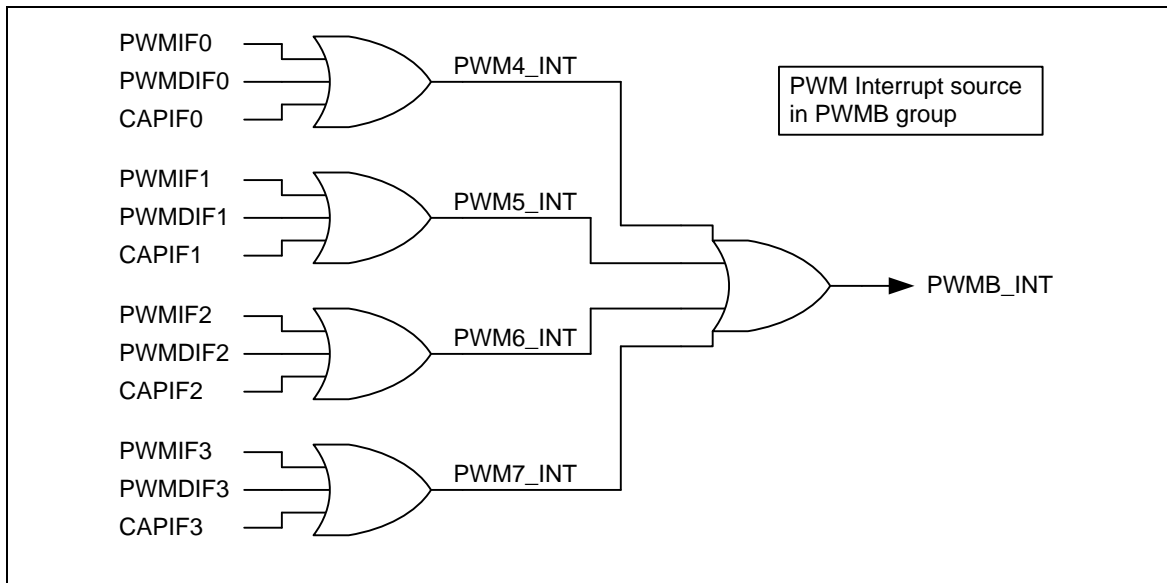 PWMIF0
PWMDIF0
CAPIF0
PWM4_INT
PWM Interrupt source
in PWMB group
PWMIF1
PWMDIF1
CAPIF1
PWM5_INT
PWMB_INT
PWMIF2
PWMDIF2
CAPIF2
PWM6_INT
PWMIF3
PWMDIF3
CAPIF3
PWM7_INT